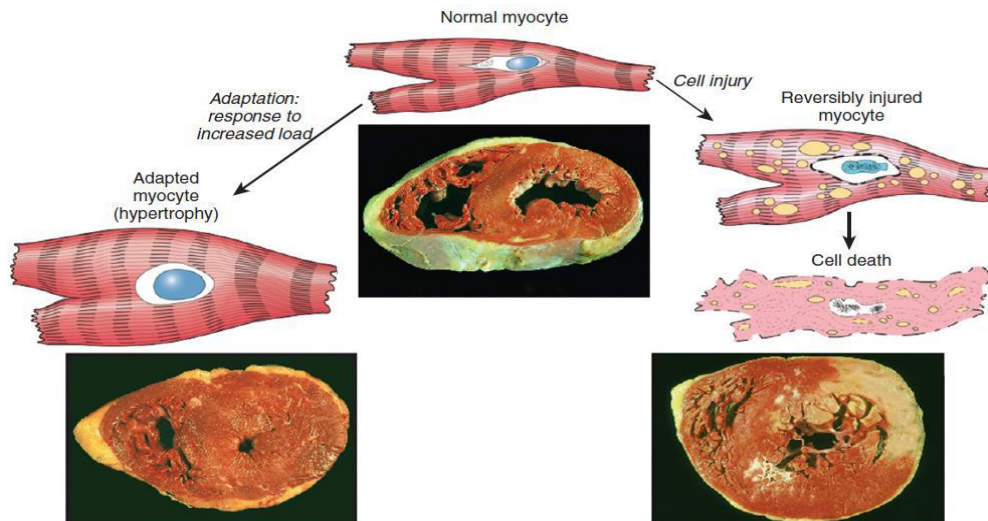 Normal myocyte
Adaptation:
response to
increased load
Cell injury
Reversibly injured
myocyte
Adapted
myocyte
(hypertrophy)
Cell death